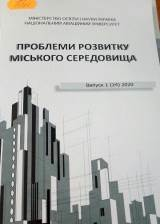 МІНІСТЕРСТВО ОСВІТИ І НАУКИ УКРАЇНИ
НАЦІОНАЛЬНИЙ АВІАЦІЙНИЙ УНІВЕРСИТЕТ
ПРОБЛЕМИ РОЗВИТКУ
МІСЬКОГО СЕРЕДОВИЩА
Випуск 1 (24) 2020